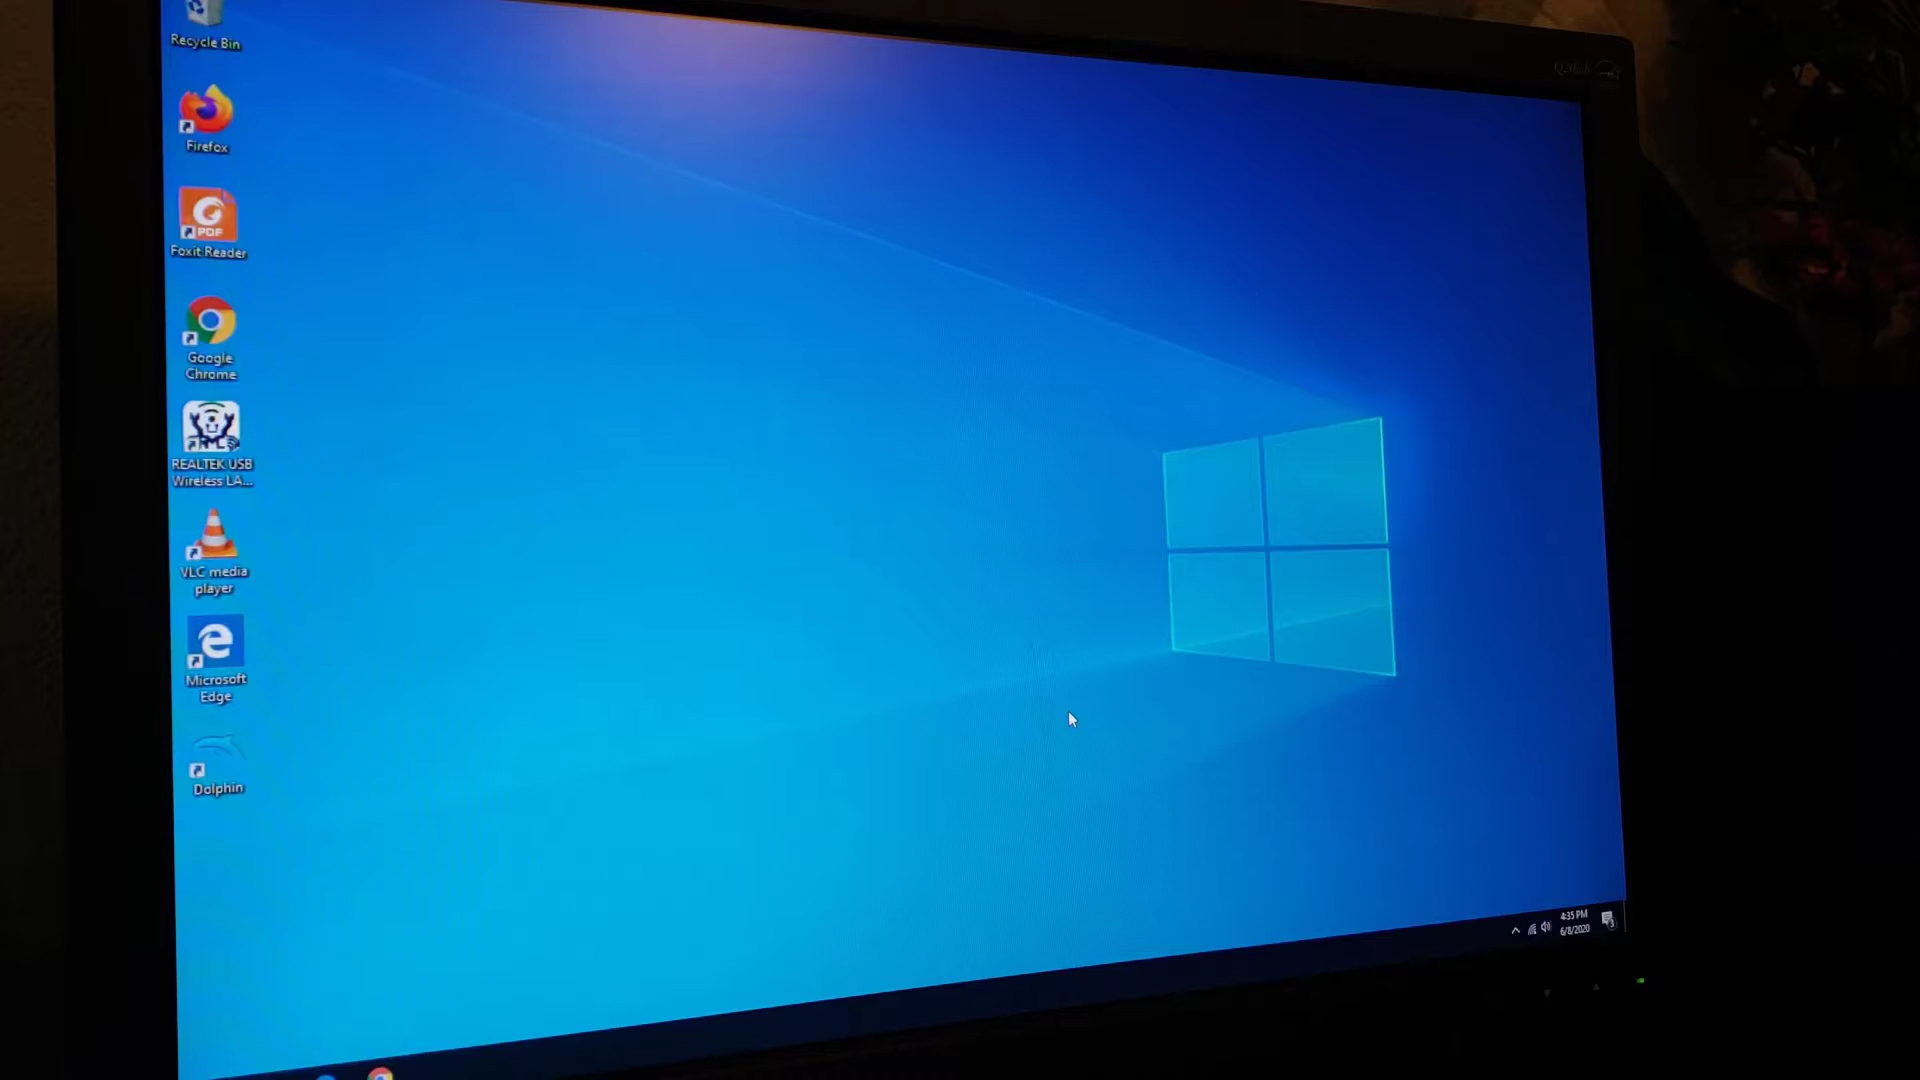 Recycle Bin
Firefox
PDF
Foxit Reader
Google
Chrome
REALTEK USB
Wireless LA...
VLC media
player
Microsoft
Edge
Dolphin
4:35 PM
6/8/2020
3